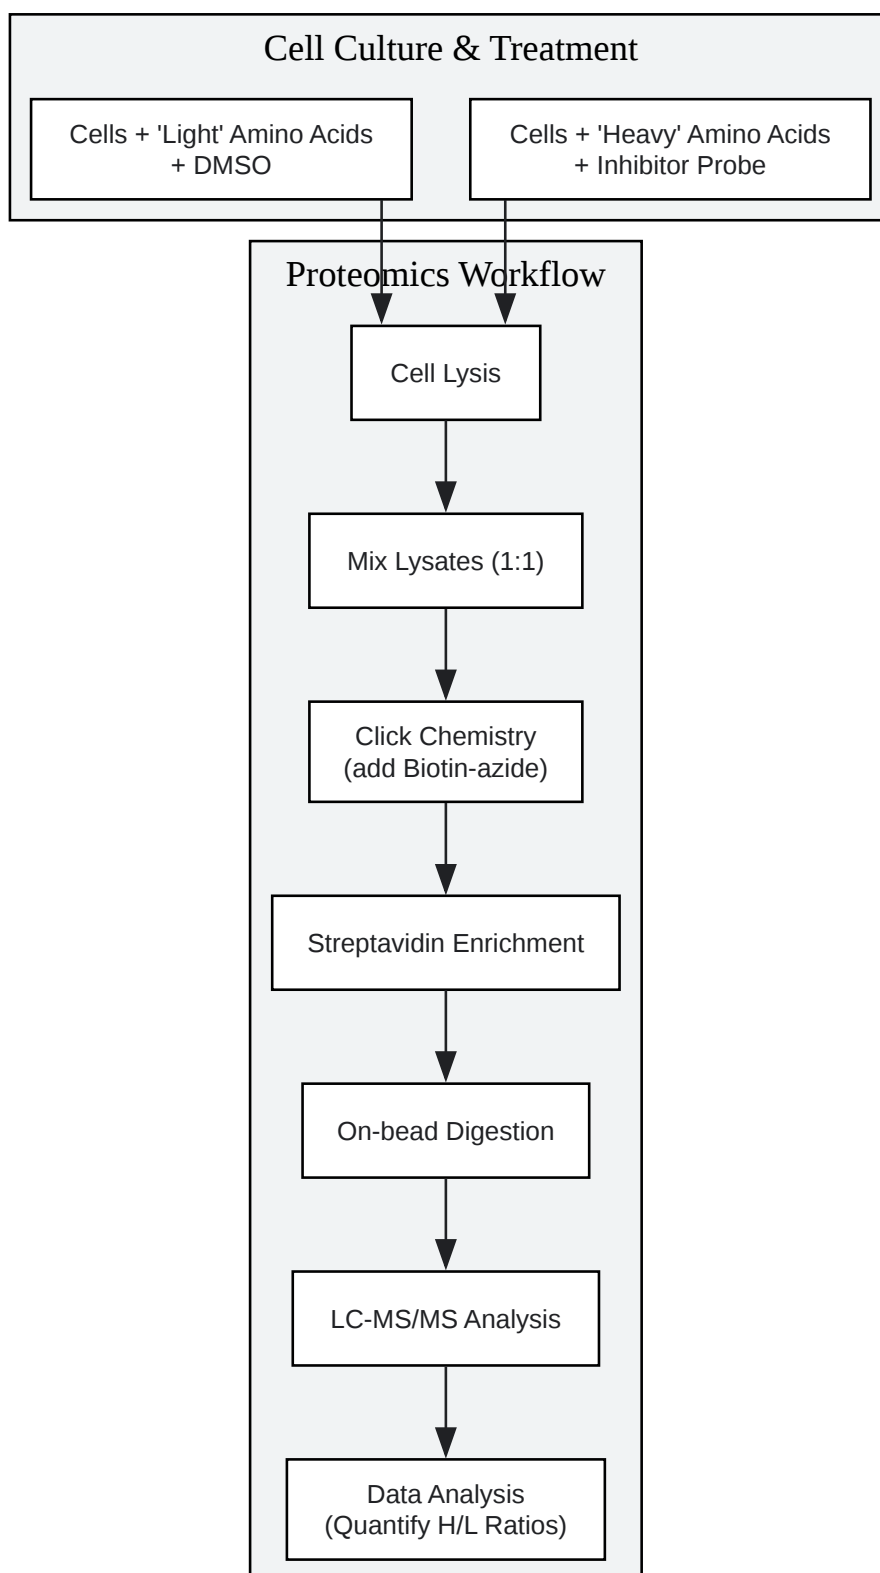 Cell Culture & Treatment
Cells + 'Light' Amino Acids
+ DMSO
Cells + 'Heavy' Amino Acids
+ Inhibitor Probe
Proteomics Workflow
Cell Lysis
Mix Lysates (1:1)
Click Chemistry
(add Biotin-azide)
Streptavidin Enrichment
On-bead Digestion
LC-MS/MS Analysis
Data Analysis
(Quantify H/L Ratios)